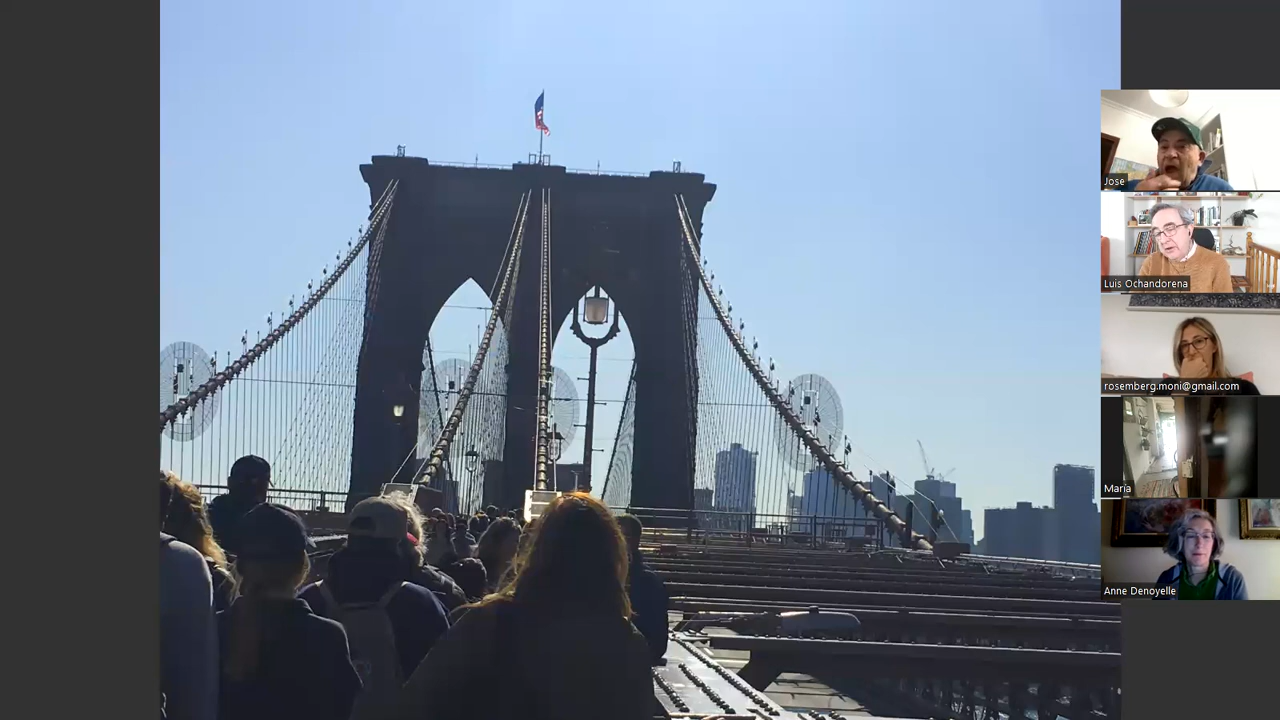 Jose
Luis Ochandorena
rosemberg.moni@gmail.com
María
Anne Denoyelle